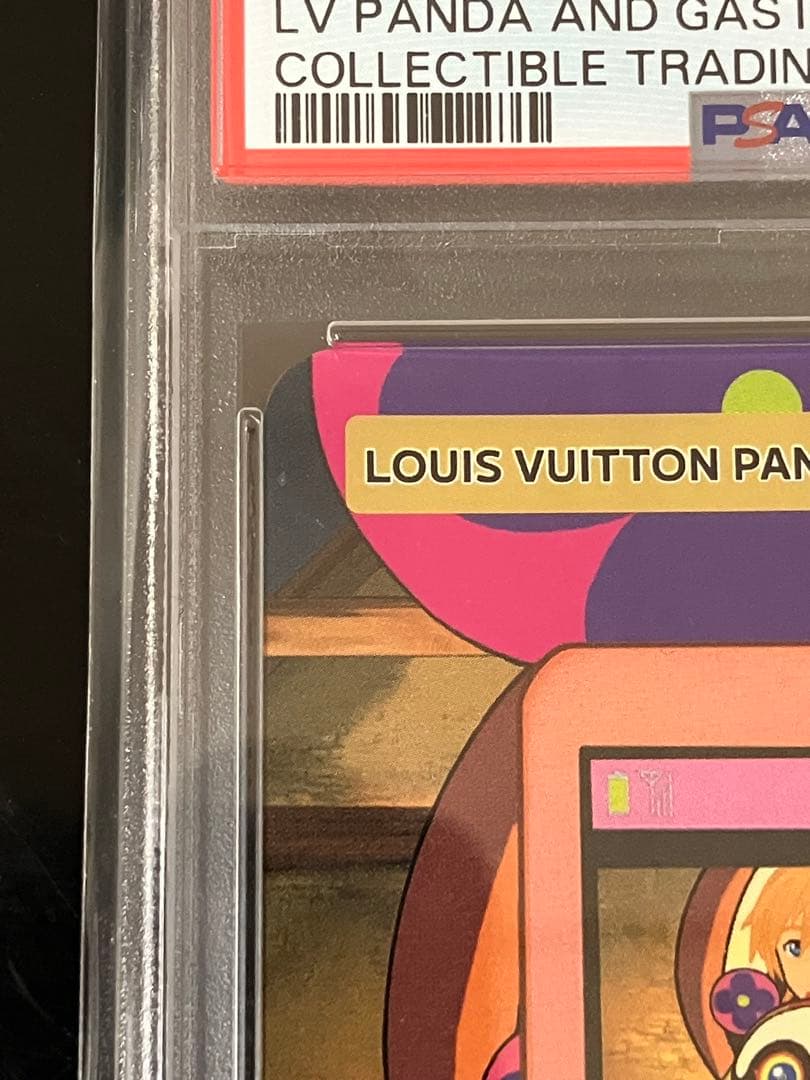 LV PANDA AND GAST
COLLECTIBLE TRADIN
PSA
LOUIS VUITTON PAN